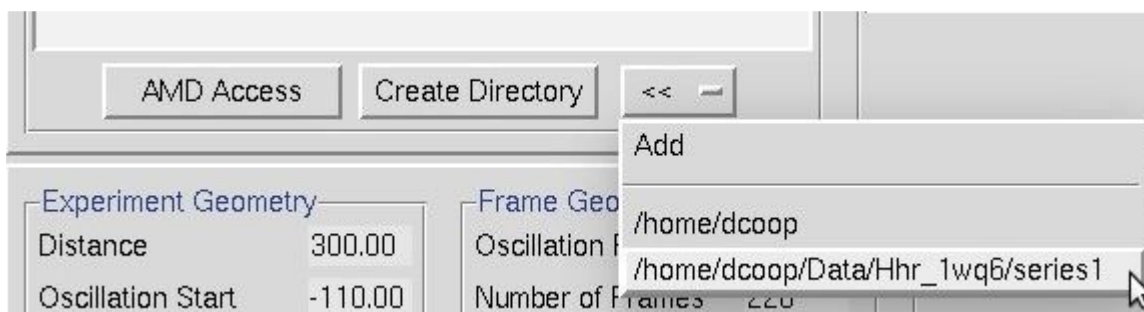 AMD Access Create Directory <<
Add
/home/dcoop
/home/dcoop/Data/Hhr_1wq6/series1
Experiment Geometry
Distance 300.00
Oscillation Start -110.00
Frame Geo
Oscillation
Number of Frames